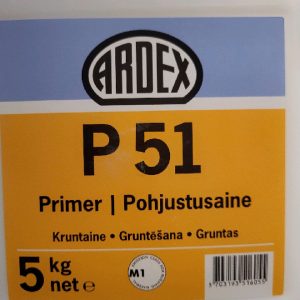 ARDEX
P 51
Primer | Pohjustusaine
Kruntaine • Gruntēšana • Gruntas
5 kg
net e
M1